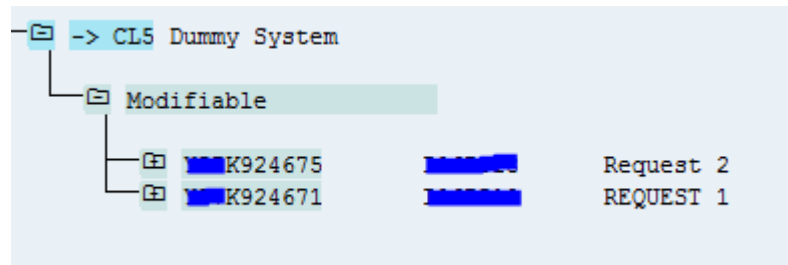 -> CL5 Dummy System
Modifiable
K924675 Request 2
K924671 REQUEST 1